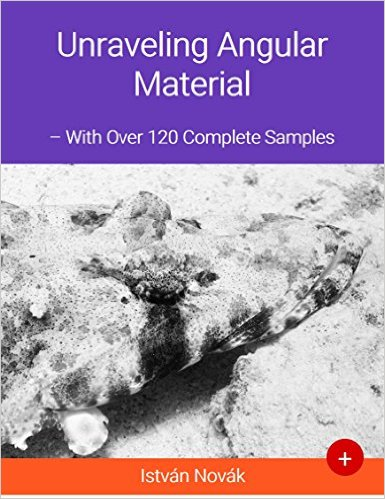 Unraveling Angular
Material
– With Over 120 Complete Samples
+
István Novák